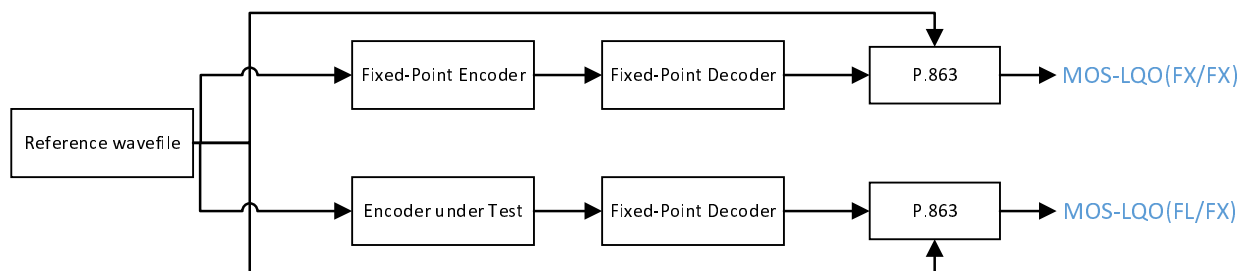 Fixed-Point Encoder
Fixed-Point Decoder
P.863
MOS-LQO(FX/FX)
Reference wavefile
Encoder under Test
Fixed-Point Decoder
P.863
MOS-LQO(FL/FX)